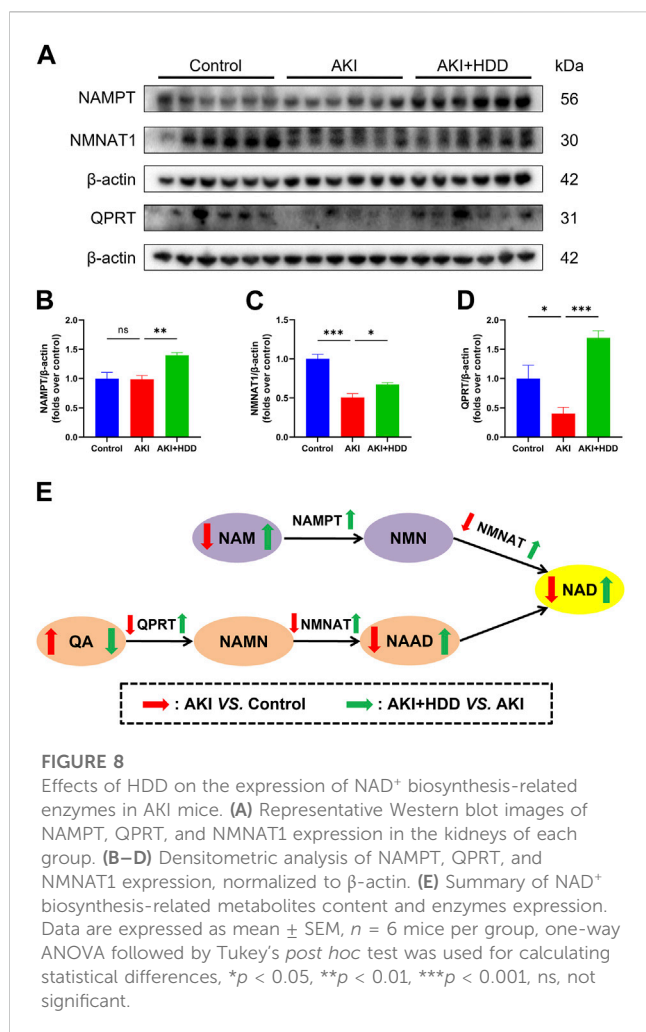 A
Control AKI AKI+HDD kDa
NAMPT 56
NMNAT1 30
β-actin 42
QPRT 31
β-actin 42
B
ns **
NAMPT/β-actin
(folds over control)
2.0
1.5
1.0
0.5
0.0
Control AKI AKI+HDD
C
*** *
NMNAT1/β-actin
(folds over control)
1.5
1.0
0.5
0.0
Control AKI AKI+HDD
D
* ***
QPRT/β-actin
(folds over control)
2.0
1.5
1.0
0.5
0.0
Control AKI AKI+HDD
E
NAM NAMPT NMN NMNAT
NAD
QA QPRT NAMN NMNAT NAAD
: AKI VS. Control : AKI+HDD VS. AKI
FIGURE 8
Effects of HDD on the expression of NAD⁺ biosynthesis-related
enzymes in AKI mice. (A) Representative Western blot images of
NAMPT, QPRT, and NMNAT1 expression in the kidneys of each
group. (B–D) Densitometric analysis of NAMPT, QPRT, and
NMNAT1 expression, normalized to β-actin. (E) Summary of NAD⁺
biosynthesis-related metabolites content and enzymes expression.
Data are expressed as mean ± SEM, n = 6 mice per group, one-way
ANOVA followed by Tukey's post hoc test was used for calculating
statistical differences, *p < 0.05, **p < 0.01, ***p < 0.001, ns, not
significant.